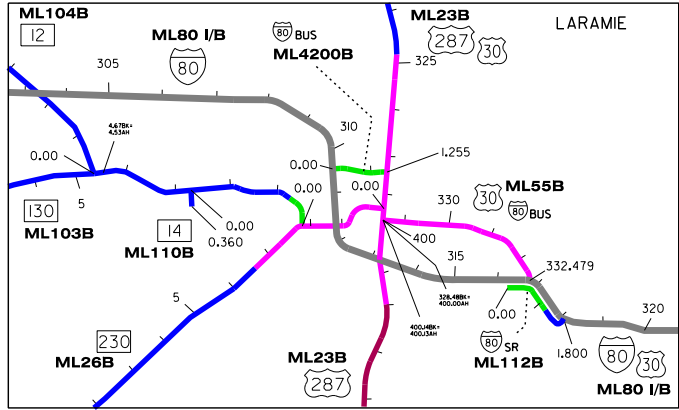 ML104B
12
305
ML80 I/B
80
80 BUS
ML4200B
ML23B
287
30
325
LARAMIE
4.67BK=
4.53AH
310
0.00
0.00
1.255
130
5
ML103B
0.00
0.00
0.00
14
0.360
ML110B
330
30
ML55B
80 BUS
400
315
332.479
328.48BK=
400.00AH
5
0.00
400.14BK=
400.13AH
320
230
ML26B
ML23B
287
80 SR
ML112B
1.800
80
30
ML80 I/B